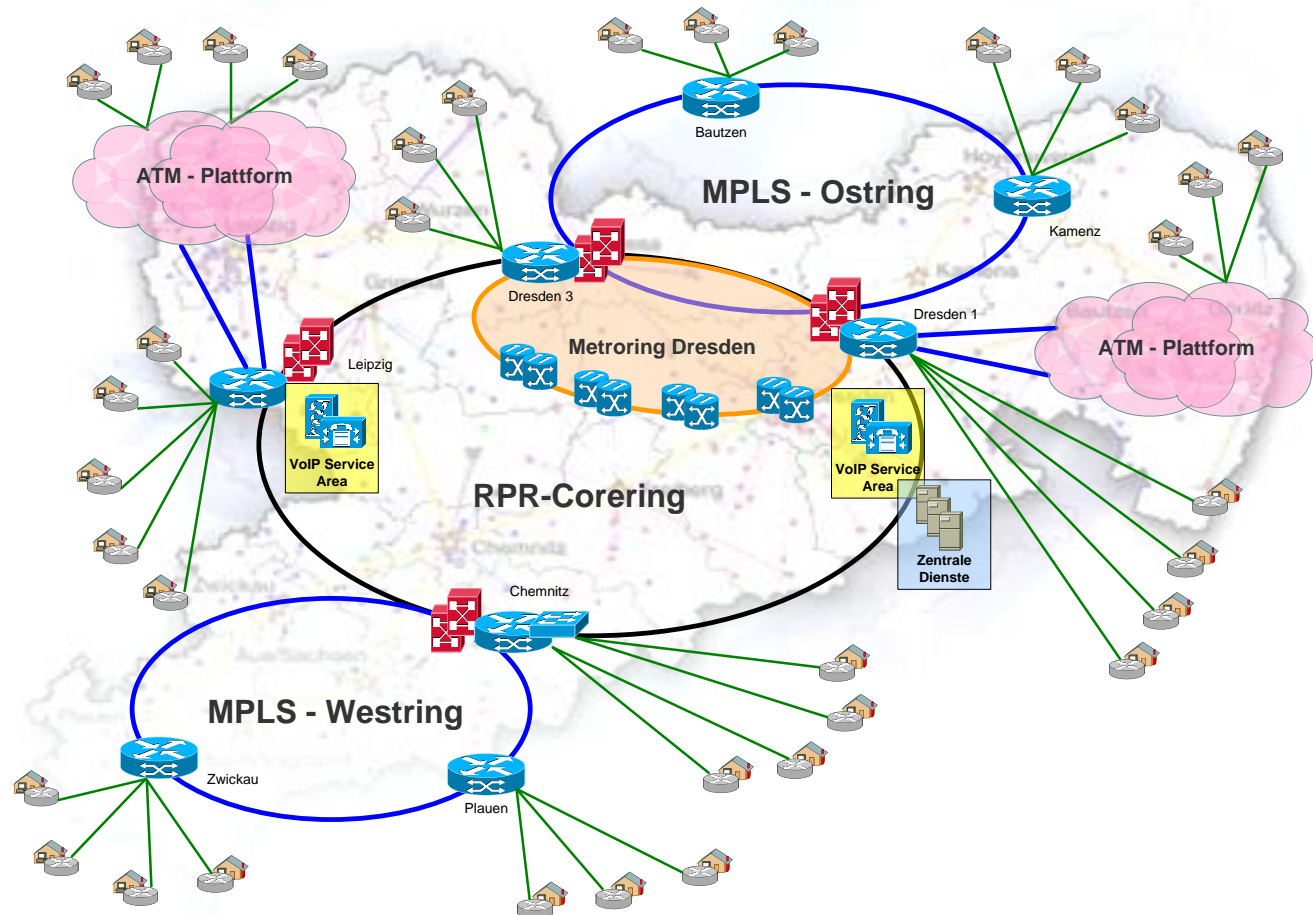 Bautzen
ATM - Plattform
MPLS - Ostring
Kamenz
Dresden 3
Dresden 1
Metroring Dresden
ATM - Plattform
Leipzig
VoIP Service
Area
VoIP Service
Area
RPR-Corering
Chemnitz
Zentrale
Dienste
Chemnitz
MPLS - Westring
Zwickau
Plauen